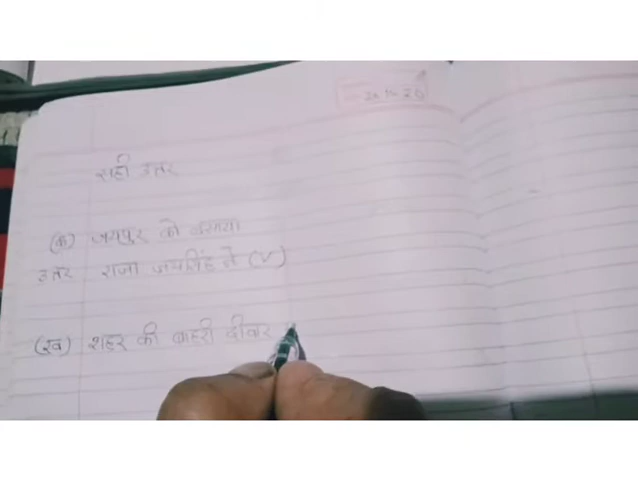 सही उत्तर
(क) जयपुर को बसाया
उत्तर राजा जयसिंह ने (✓)
(ख) शहर की बाहरी दीवार